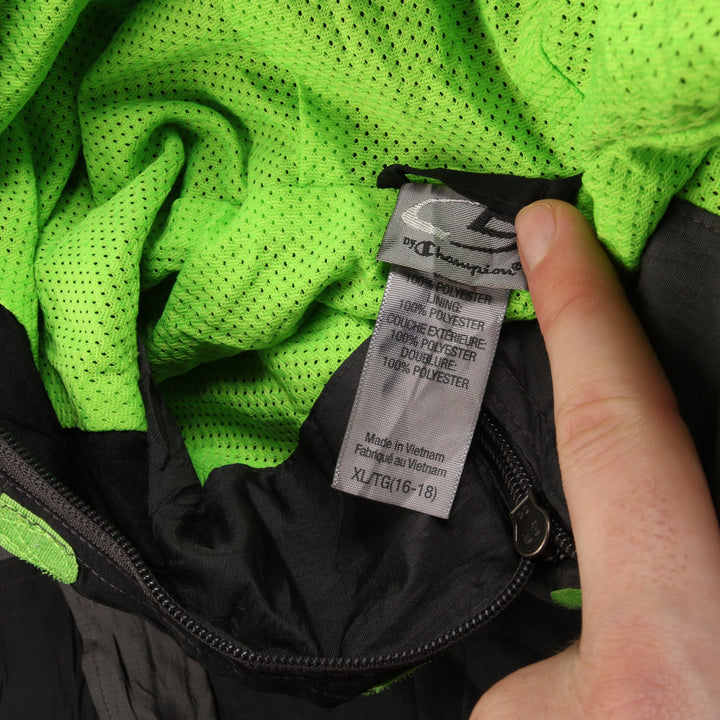 BY Champion®
100% POLYESTER
LINING:
100% POLYESTER
COUCHE EXTÉRIEURE:
100% POLYESTER
DOUBLURE:
100% POLYESTER
Made in Vietnam
Fabriqué au Vietnam
XL/TG(16-18)